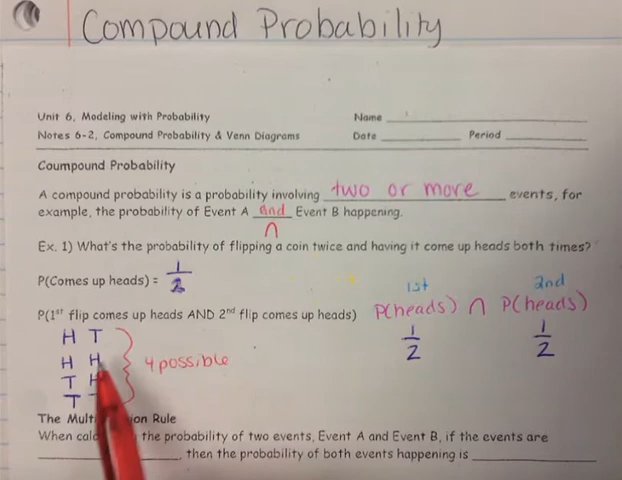 Compound Probability
Unit 6, Modeling with Probability Name
Notes 6-2, Compound Probability & Venn Diagrams Date Period
Coumpound Probability
A compound probability is a probability involving two or more events, for
example, the probability of Event A and Event B happening.
∩
Ex. 1) What's the probability of flipping a coin twice and having it come up heads both times?
P(Comes up heads) = 1/2
1st 2nd
P(1st flip comes up heads AND 2nd flip comes up heads) P(heads) ∩ P(heads)
1/2 1/2
H T
H H 4 possible
T H
T
The Mult on Rule
When calc the probability of two events, Event A and Event B, if the events are
, then the probability of both events happening is